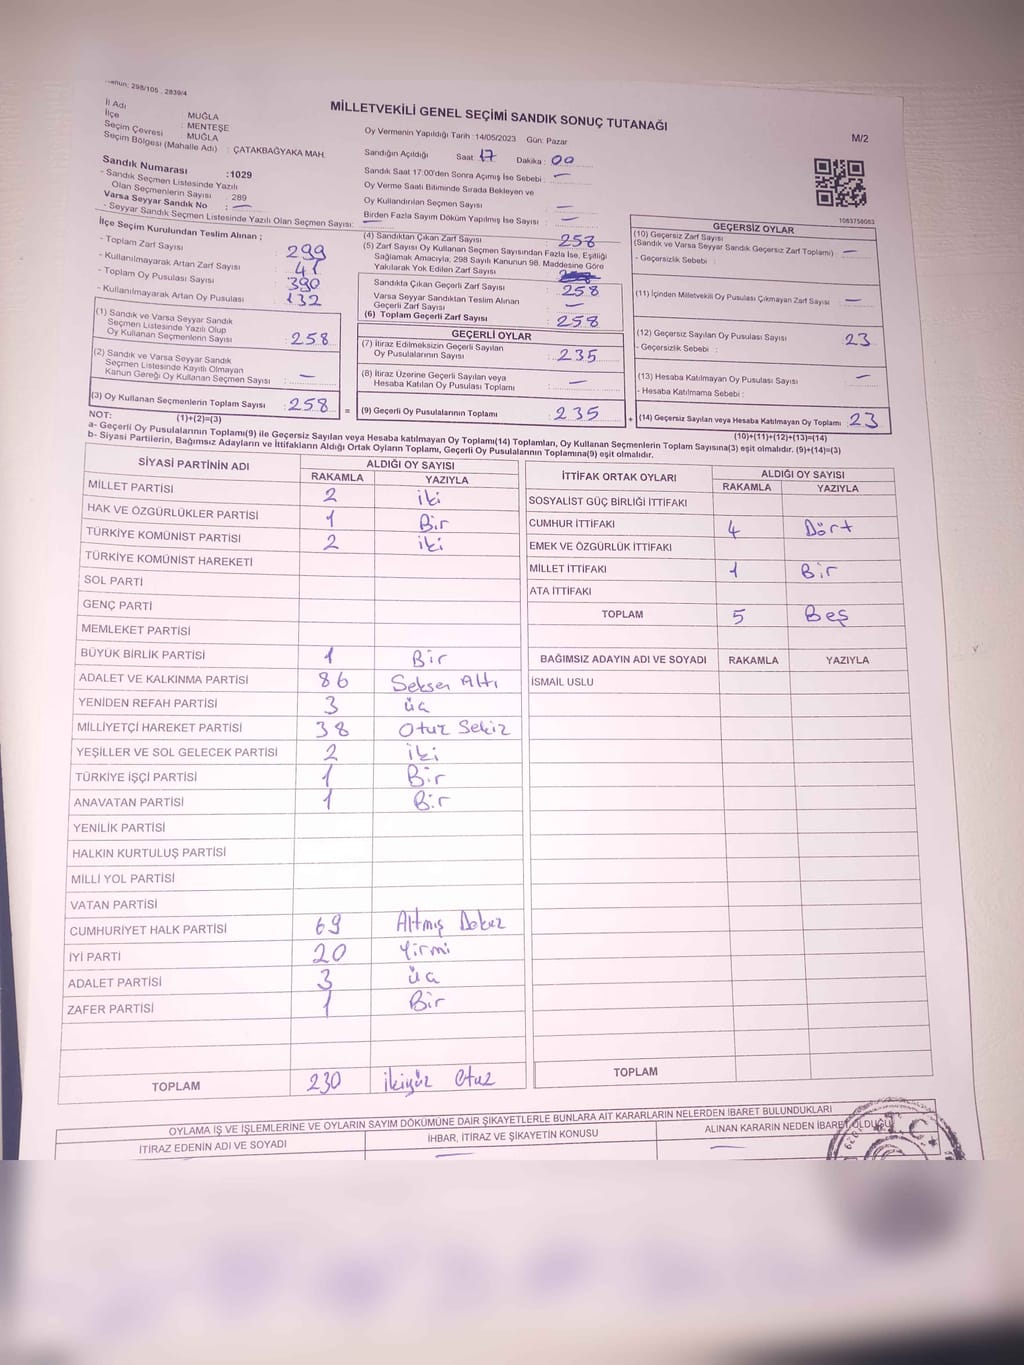 298/105 , 2839/4
MİLLETVEKİLİ GENEL SEÇİMİ SANDIK SONUÇ TUTANAĞI
M/2
İl Adı : MUĞLA
İlçe : MENTEŞE
Seçim Çevresi : MUĞLA
Seçim Bölgesi (Mahalle Adı) : ÇATAKBAĞYAKA MAH.
Oy Vermenin Yapıldığı Tarih :14/05/2023 Gün: Pazar
Sandığın Açıldığı Saat : 17 Dakika : 00
Sandık Saat 17:00'den Sonra Açımış İse Sebebi : —
Oy Verme Saati Bitiminde Sırada Bekleyen ve
Oy Kullandırılan Seçmen Sayısı : —
Birden Fazla Sayım Döküm Yapılmış İse Sayısı : —
Sandık Numarası :1029
- Sandık Seçmen Listesinde Yazılı
Olan Seçmenlerin Sayısı : 289
Varsa Seyyar Sandık No : —
- Seyyar Sandık Seçmen Listesinde Yazılı Olan Seçmen Sayısı: —
1083758063
İlçe Seçim Kurulundan Teslim Alınan ;
- Toplam Zarf Sayısı : 299
- Kullanılmayarak Artan Zarf Sayısı : 41
- Toplam Oy Pusulası Sayısı : 390
- Kullanılmayarak Artan Oy Pusulası : 132
(1) Sandık ve Varsa Seyyar Sandık
Seçmen Listesinde Yazılı Olup
Oy Kullanan Seçmenlerin Sayısı : 258
(2) Sandık ve Varsa Seyyar Sandık
Seçmen Listesinde Kayıtlı Olmayan
Kanun Gereği Oy Kullanan Seçmen Sayısı : —
(3) Oy Kullanan Seçmenlerin Toplam Sayısı : 258
(1)+(2)=(3)
(4) Sandıktan Çıkan Zarf Sayısı : 258
(5) Zarf Sayısı Oy Kullanan Seçmen Sayısından Fazla İse, Eşitliği
Sağlamak Amacıyla, 298 Sayılı Kanunun 98. Maddesine Göre
Yakılarak Yok Edilen Zarf Sayısı
Sandıkta Çıkan Geçerli Zarf Sayısı : 258
Varsa Seyyar Sandıktan Teslim Alınan
Geçerli Zarf Sayısı : —
(6) Toplam Geçerli Zarf Sayısı : 258
GEÇERLİ OYLAR
(7) İtiraz Edilmeksizin Geçerli Sayılan
Oy Pusulalarının Sayısı : 235
(8) İtiraz Üzerine Geçerli Sayılan veya
Hesaba Katılan Oy Pusulası Toplamı : —
= (9) Geçerli Oy Pusulalarının Toplamı : 235
GEÇERSİZ OYLAR
(10) Geçersiz Zarf Sayısı
(Sandık ve Varsa Seyyar Sandık Geçersiz Zarf Toplamı) : —
- Geçersizlik Sebebi :
(11) İçinden Milletvekili Oy Pusulası Çıkmayan Zarf Sayısı : —
(12) Geçersiz Sayılan Oy Pusulası Sayısı : 23
- Geçersizlik Sebebi :
(13) Hesaba Katılmayan Oy Pusulası Sayısı : —
- Hesaba Katılmama Sebebi :
+ (14) Geçersiz Sayılan veya Hesaba Katılmayan Oy Toplamı : 23
(10)+(11)+(12)+(13)=(14)
NOT:
a- Geçerli Oy Pusulalarının Toplamı(9) ile Geçersiz Sayılan veya Hesaba katılmayan Oy Toplamı(14) Toplamları, Oy Kullanan Seçmenlerin Toplam Sayısına(3) eşit olmalıdır. (9)+(14)=(3)
b- Siyasi Partilerin, Bağımsız Adayların ve İttifakların Aldığı Ortak Oyların Toplamı, Geçerli Oy Pusulalarının Toplamına(9) eşit olmalıdır.
SİYASİ PARTİNİN ADI ALDIĞI OY SAYISI
RAKAMLA YAZIYLA
MİLLET PARTİSİ 2 iki
HAK VE ÖZGÜRLÜKLER PARTİSİ 1 Bir
TÜRKİYE KOMÜNİST PARTİSİ 2 iki
TÜRKİYE KOMÜNİST HAREKETİ
SOL PARTİ
GENÇ PARTİ
MEMLEKET PARTİSİ
BÜYÜK BİRLİK PARTİSİ 1 Bir
ADALET VE KALKINMA PARTİSİ 86 Seksen Altı
YENİDEN REFAH PARTİSİ 3 üç
MİLLİYETÇİ HAREKET PARTİSİ 38 Otuz Sekiz
YEŞİLLER VE SOL GELECEK PARTİSİ 2 iki
TÜRKİYE İŞÇİ PARTİSİ 1 Bir
ANAVATAN PARTİSİ 1 Bir
YENİLİK PARTİSİ
HALKIN KURTULUŞ PARTİSİ
MİLLİ YOL PARTİSİ
VATAN PARTİSİ
CUMHURİYET HALK PARTİSİ 69 Altmış Dokuz
İYİ PARTİ 20 Yirmi
ADALET PARTİSİ 3 üç
ZAFER PARTİSİ 1 Bir
TOPLAM 230 ikiyüz Otuz
İTTİFAK ORTAK OYLARI ALDIĞI OY SAYISI
RAKAMLA YAZIYLA
SOSYALİST GÜÇ BİRLİĞİ İTTİFAKI
CUMHUR İTTİFAKI 4 Dört
EMEK VE ÖZGÜRLÜK İTTİFAKI
MİLLET İTTİFAKI 1 Bir
ATA İTTİFAKI
TOPLAM 5 Beş
BAĞIMSIZ ADAYIN ADI VE SOYADI RAKAMLA YAZIYLA
İSMAİL USLU
TOPLAM
OYLAMA İŞ VE İŞLEMLERİNE VE OYLARIN SAYIM DÖKÜMÜNE DAİR ŞİKAYETLERLE BUNLARA AİT KARARLARIN NELERDEN İBARET BULUNDUKLARI
İTİRAZ EDENİN ADI VE SOYADI İHBAR, İTİRAZ VE ŞİKAYETİN KONUSU ALINAN KARARIN NEDEN İBARET OLDUĞU
— —
T.C.